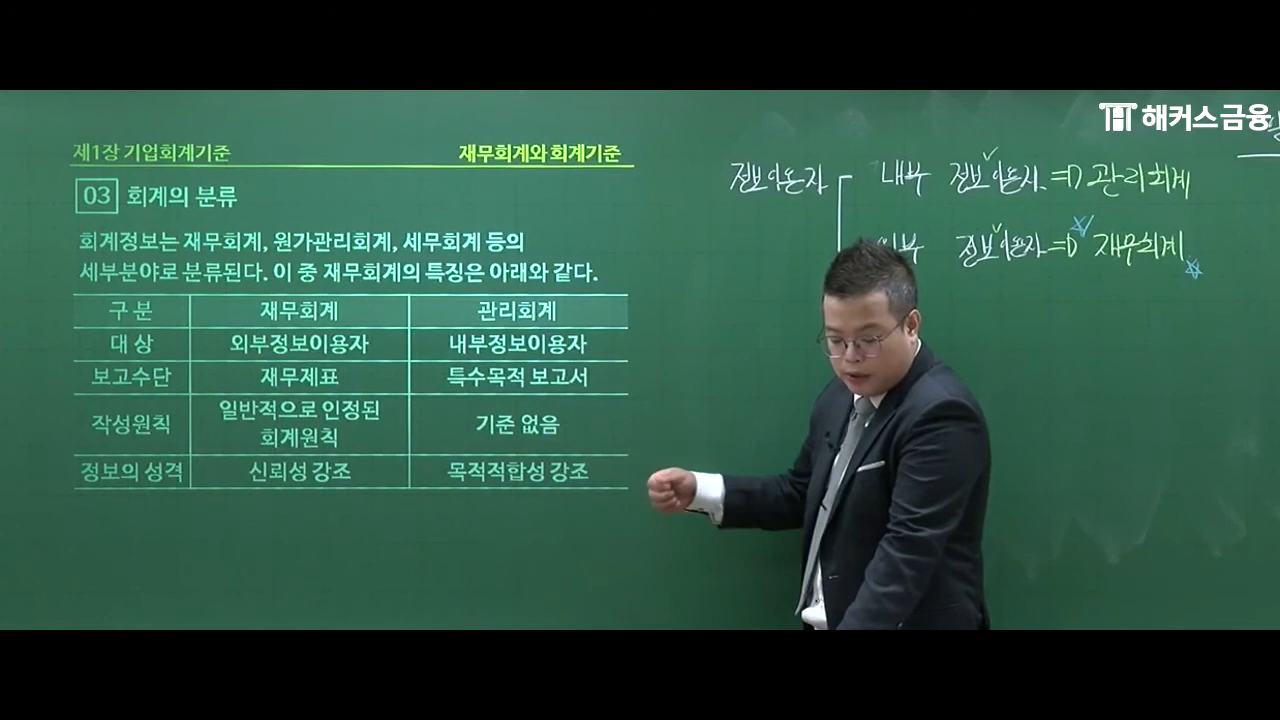 해커스금융
제1장 기업회계기준 재무회계와 회계기준
03 회계의 분류
회계정보는 재무회계, 원가관리회계, 세무회계 등의
세부분야로 분류된다. 이 중 재무회계의 특징은 아래와 같다.
구 분 재무회계 관리회계
대 상 외부정보이용자 내부정보이용자
보고수단 재무제표 특수목적 보고서
작성원칙 일반적으로 인정된 회계원칙 기준 없음
정보의 성격 신뢰성 강조 목적적합성 강조
정보이용자 내부 정보이용자 ⇒ 관리회계
외부 정보이용자 ⇒ 재무회계